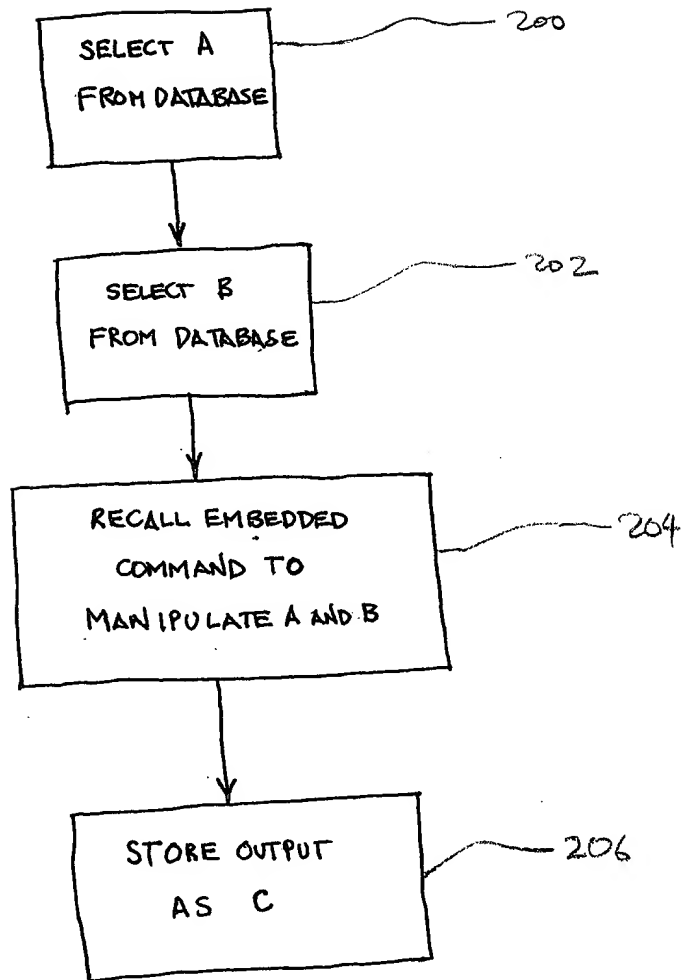 200
SELECT A
FROM DATABASE
202
SELECT B
FROM DATABASE
RECALL EMBEDDED
204
COMMAND TO
MANIPULATE A AND B
STORE OUTPUT
206
AS C